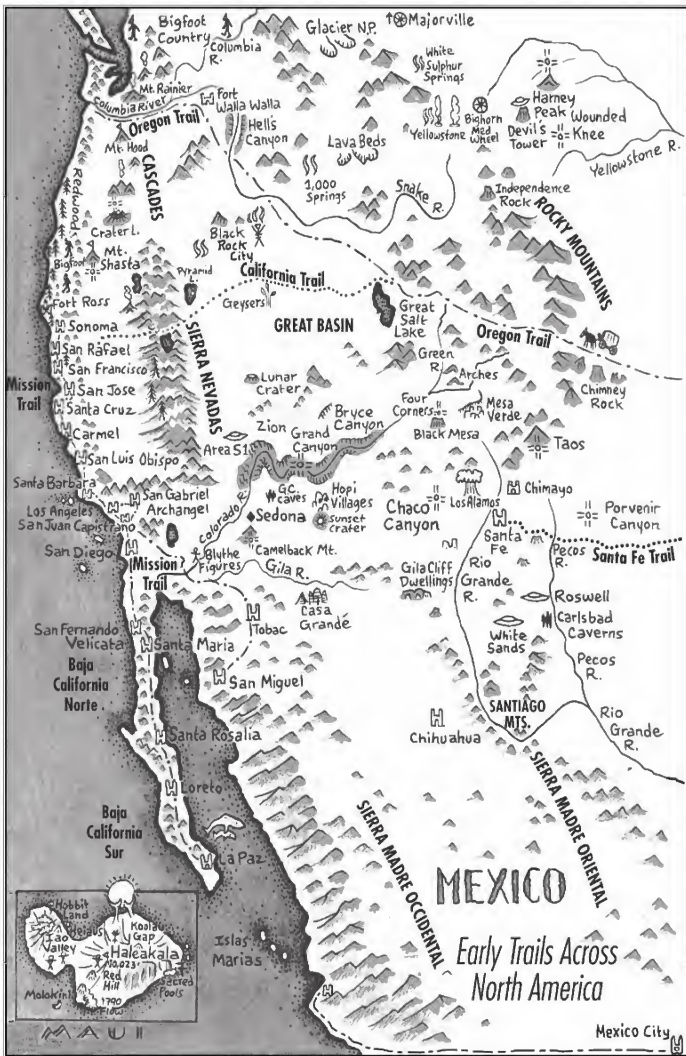 Bigfoot
Country
Columbia
R.
Glacier N.P.
Majorville
White
Sulphur
Springs
Mt. Rainier
Columbia River
Fort
Walla Walla
Oregon Trail
Hell's
Canyon
Yellowstone
Bighorn
Med
Wheel
Harney
Peak
Devil's
Tower
Wounded
Knee
Yellowstone R.
Lava Beds
1,000
Springs
Snake
R.
Independence
Rock
ROCKY MOUNTAINS
Mt. Hood
CASCADES
Redwood
Crater L.
Black
Rock
City
Bigfoot
Mt.
Shasta
Pyramid
L.
California Trail
Geysers
GREAT BASIN
Great
Salt
Lake
Oregon Trail
Fort Ross
Sonoma
San Rafael
San Francisco
Mission
Trail
San Jose
Santa Cruz
Carmel
San Luis Obispo
SIERRA NEVADAS
Green
R.
Arches
Chimney
Rock
Lunar
Crater
Zion
Bryce
Canyon
Grand
Canyon
Four
Corners
Mesa
Verde
Black Mesa
Taos
Area 51
Santa Barbara
Los Angeles
San Juan Capistrano
San Gabriel
Archangel
San Diego
Mission
Trail
Colorado R.
G.C.
caves
Hopi
Villages
Sedona
Sunset
crater
Chaco
Canyon
Los Alamos
Chimayo
Porvenir
Canyon
Santa
Fe
Santa Fe Trail
Pecos
R.
Blythe
Figures
Camelback Mt.
Gila R.
Gila Cliff
Dwellings
Rio
Grande
R.
Casa
Grandé
Roswell
White
Sands
Carlsbad
Caverns
Pecos
R.
San Fernando
Velicata
Santa Maria
Tobac
San Miguel
Baja
California
Norte
SANTIAGO
MTS.
Rio
Grande
R.
Chihuahua
Santa Rosalia
Loreto
Baja
California
Sur
La Paz
SIERRA MADRE OCCIDENTAL
SIERRA MADRE ORIENTAL
MEXICO
Early Trails Across
North America
Islas
Marias
Mexico City
Hobbit
Land
Heiaus
Iao
Valley
Koolau
Gap
Haleakala
10,023
Red
Hill
Molokini
1790
Flow
Sacred
Pools
MAUI